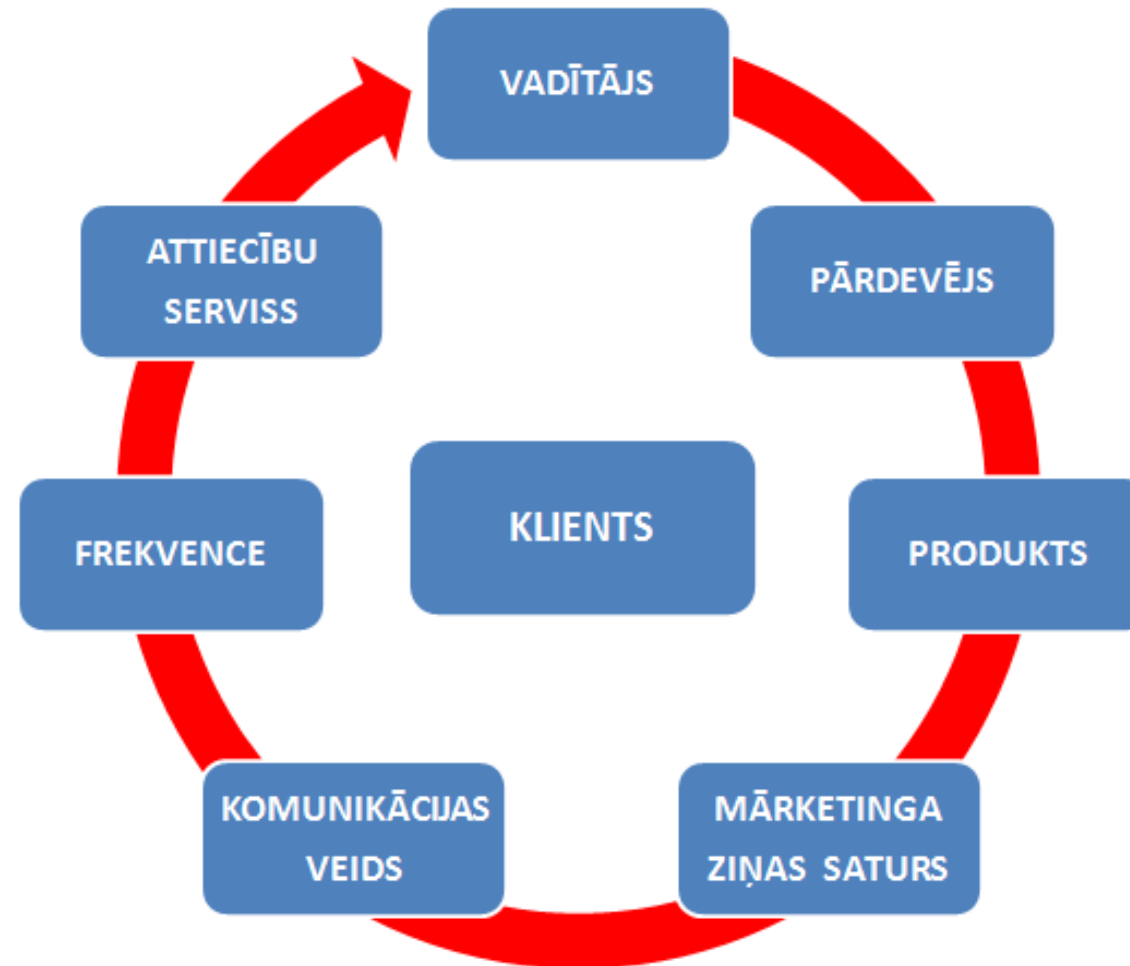 VADĪTĀJS
PĀRDEVĒJS
PRODUKTS
MĀRKETINGA
ZIŅAS SATURS
KOMUNIKĀCIJAS
VEIDS
FREKVENCE
ATTIECĪBU
SERVISS
KLIENTS